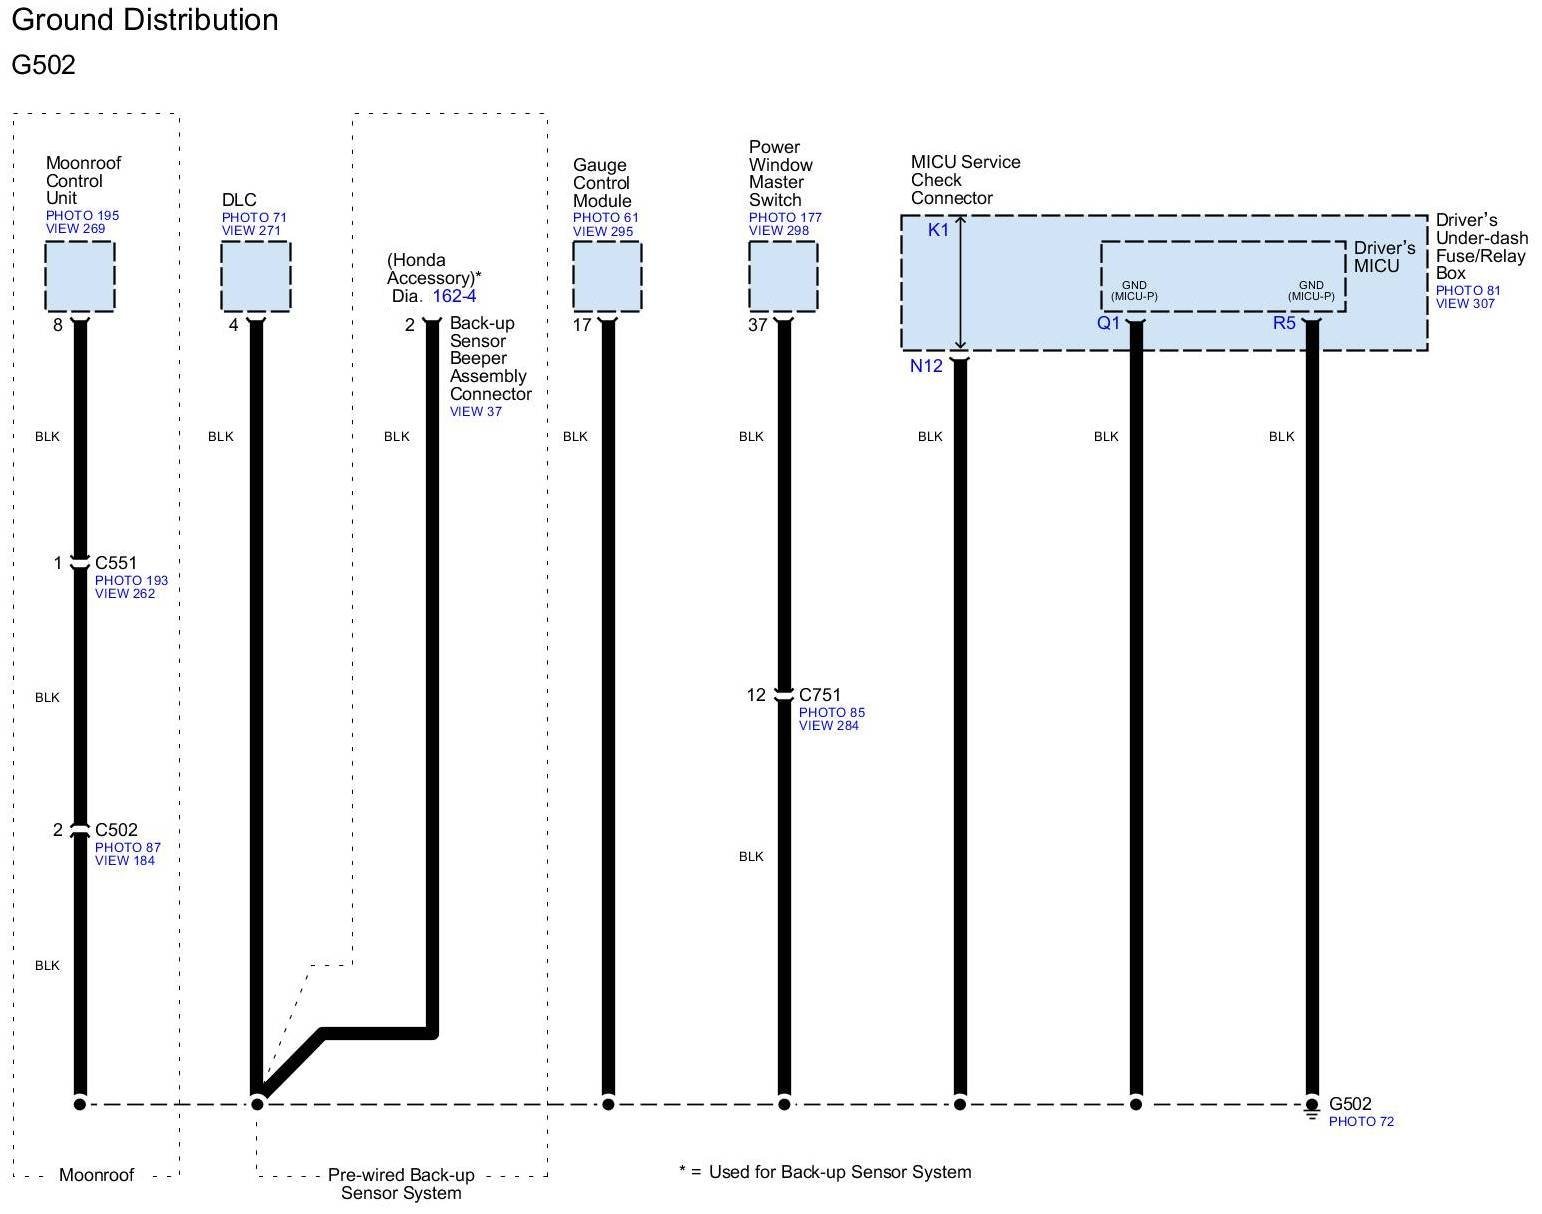 Ground Distribution
G502
Moonroof
Control
Unit
PHOTO 195
VIEW 269
8
BLK
1
C551
PHOTO 193
VIEW 262
BLK
2
C502
PHOTO 87
VIEW 184
BLK
Moonroof
DLC
PHOTO 71
VIEW 271
4
BLK
(Honda
Accessory)*
Dia. 162-4
2
Back-up
Sensor
Beeper
Assembly
Connector
VIEW 37
BLK
Pre-wired Back-up
Sensor System
Gauge
Control
Module
PHOTO 61
VIEW 295
17
BLK
Power
Window
Master
Switch
PHOTO 177
VIEW 298
37
BLK
12
C751
PHOTO 85
VIEW 284
BLK
MICU Service
Check
Connector
K1
N12
BLK
Driver's
Under-dash
Fuse/Relay
Box
PHOTO 81
VIEW 307
Driver's
MICU
GND
(MICU-P)
Q1
BLK
GND
(MICU-P)
R5
BLK
G502
PHOTO 72
* = Used for Back-up Sensor System